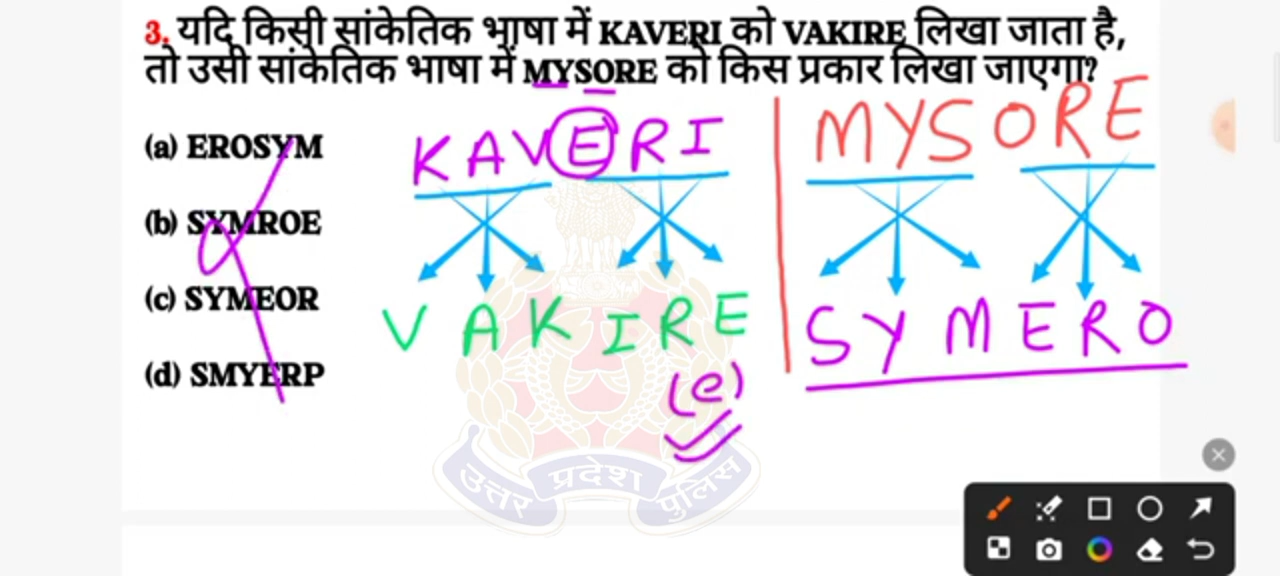 3. यदि किसी सांकेतिक भाषा में KAVERI को VAKIRE लिखा जाता है,
तो उसी सांकेतिक भाषा में MYSORE को किस प्रकार लिखा जाएगा?
(a) EROSYM
(b) SYMROE
(c) SYMEOR
(d) SMYERP
KAVERI
VAKIRE
(e)
MYSORE
SYMERO
उत्तर प्रदेश पुलिस